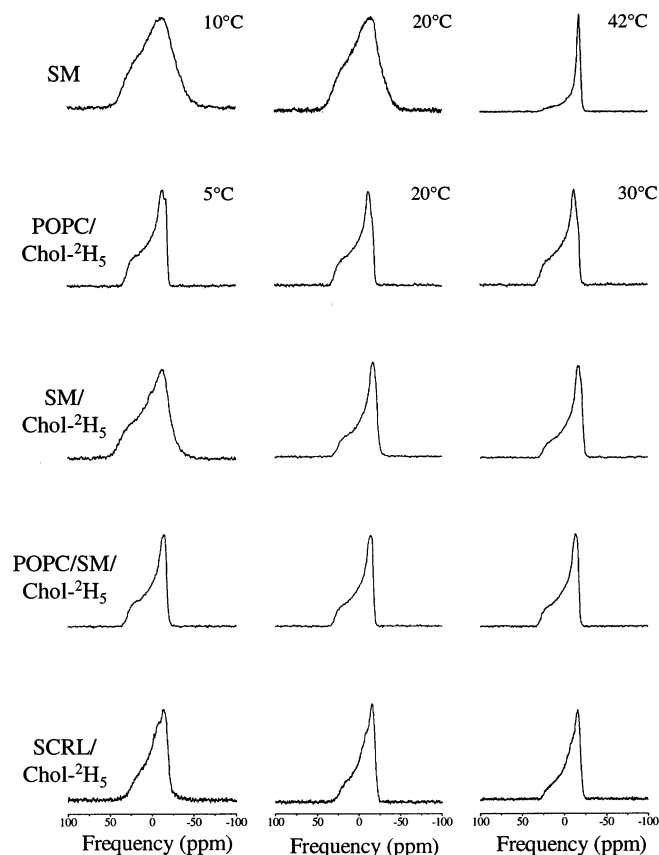 10°C 20°C 42°C
SM
5°C 20°C 30°C
POPC/
Chol-²H₅
SM/
Chol-²H₅
POPC/SM/
Chol-²H₅
SCRL/
Chol-²H₅
100 50 0 -50 -100 100 50 0 -50 -100 100 50 0 -50 -100
Frequency (ppm) Frequency (ppm) Frequency (ppm)